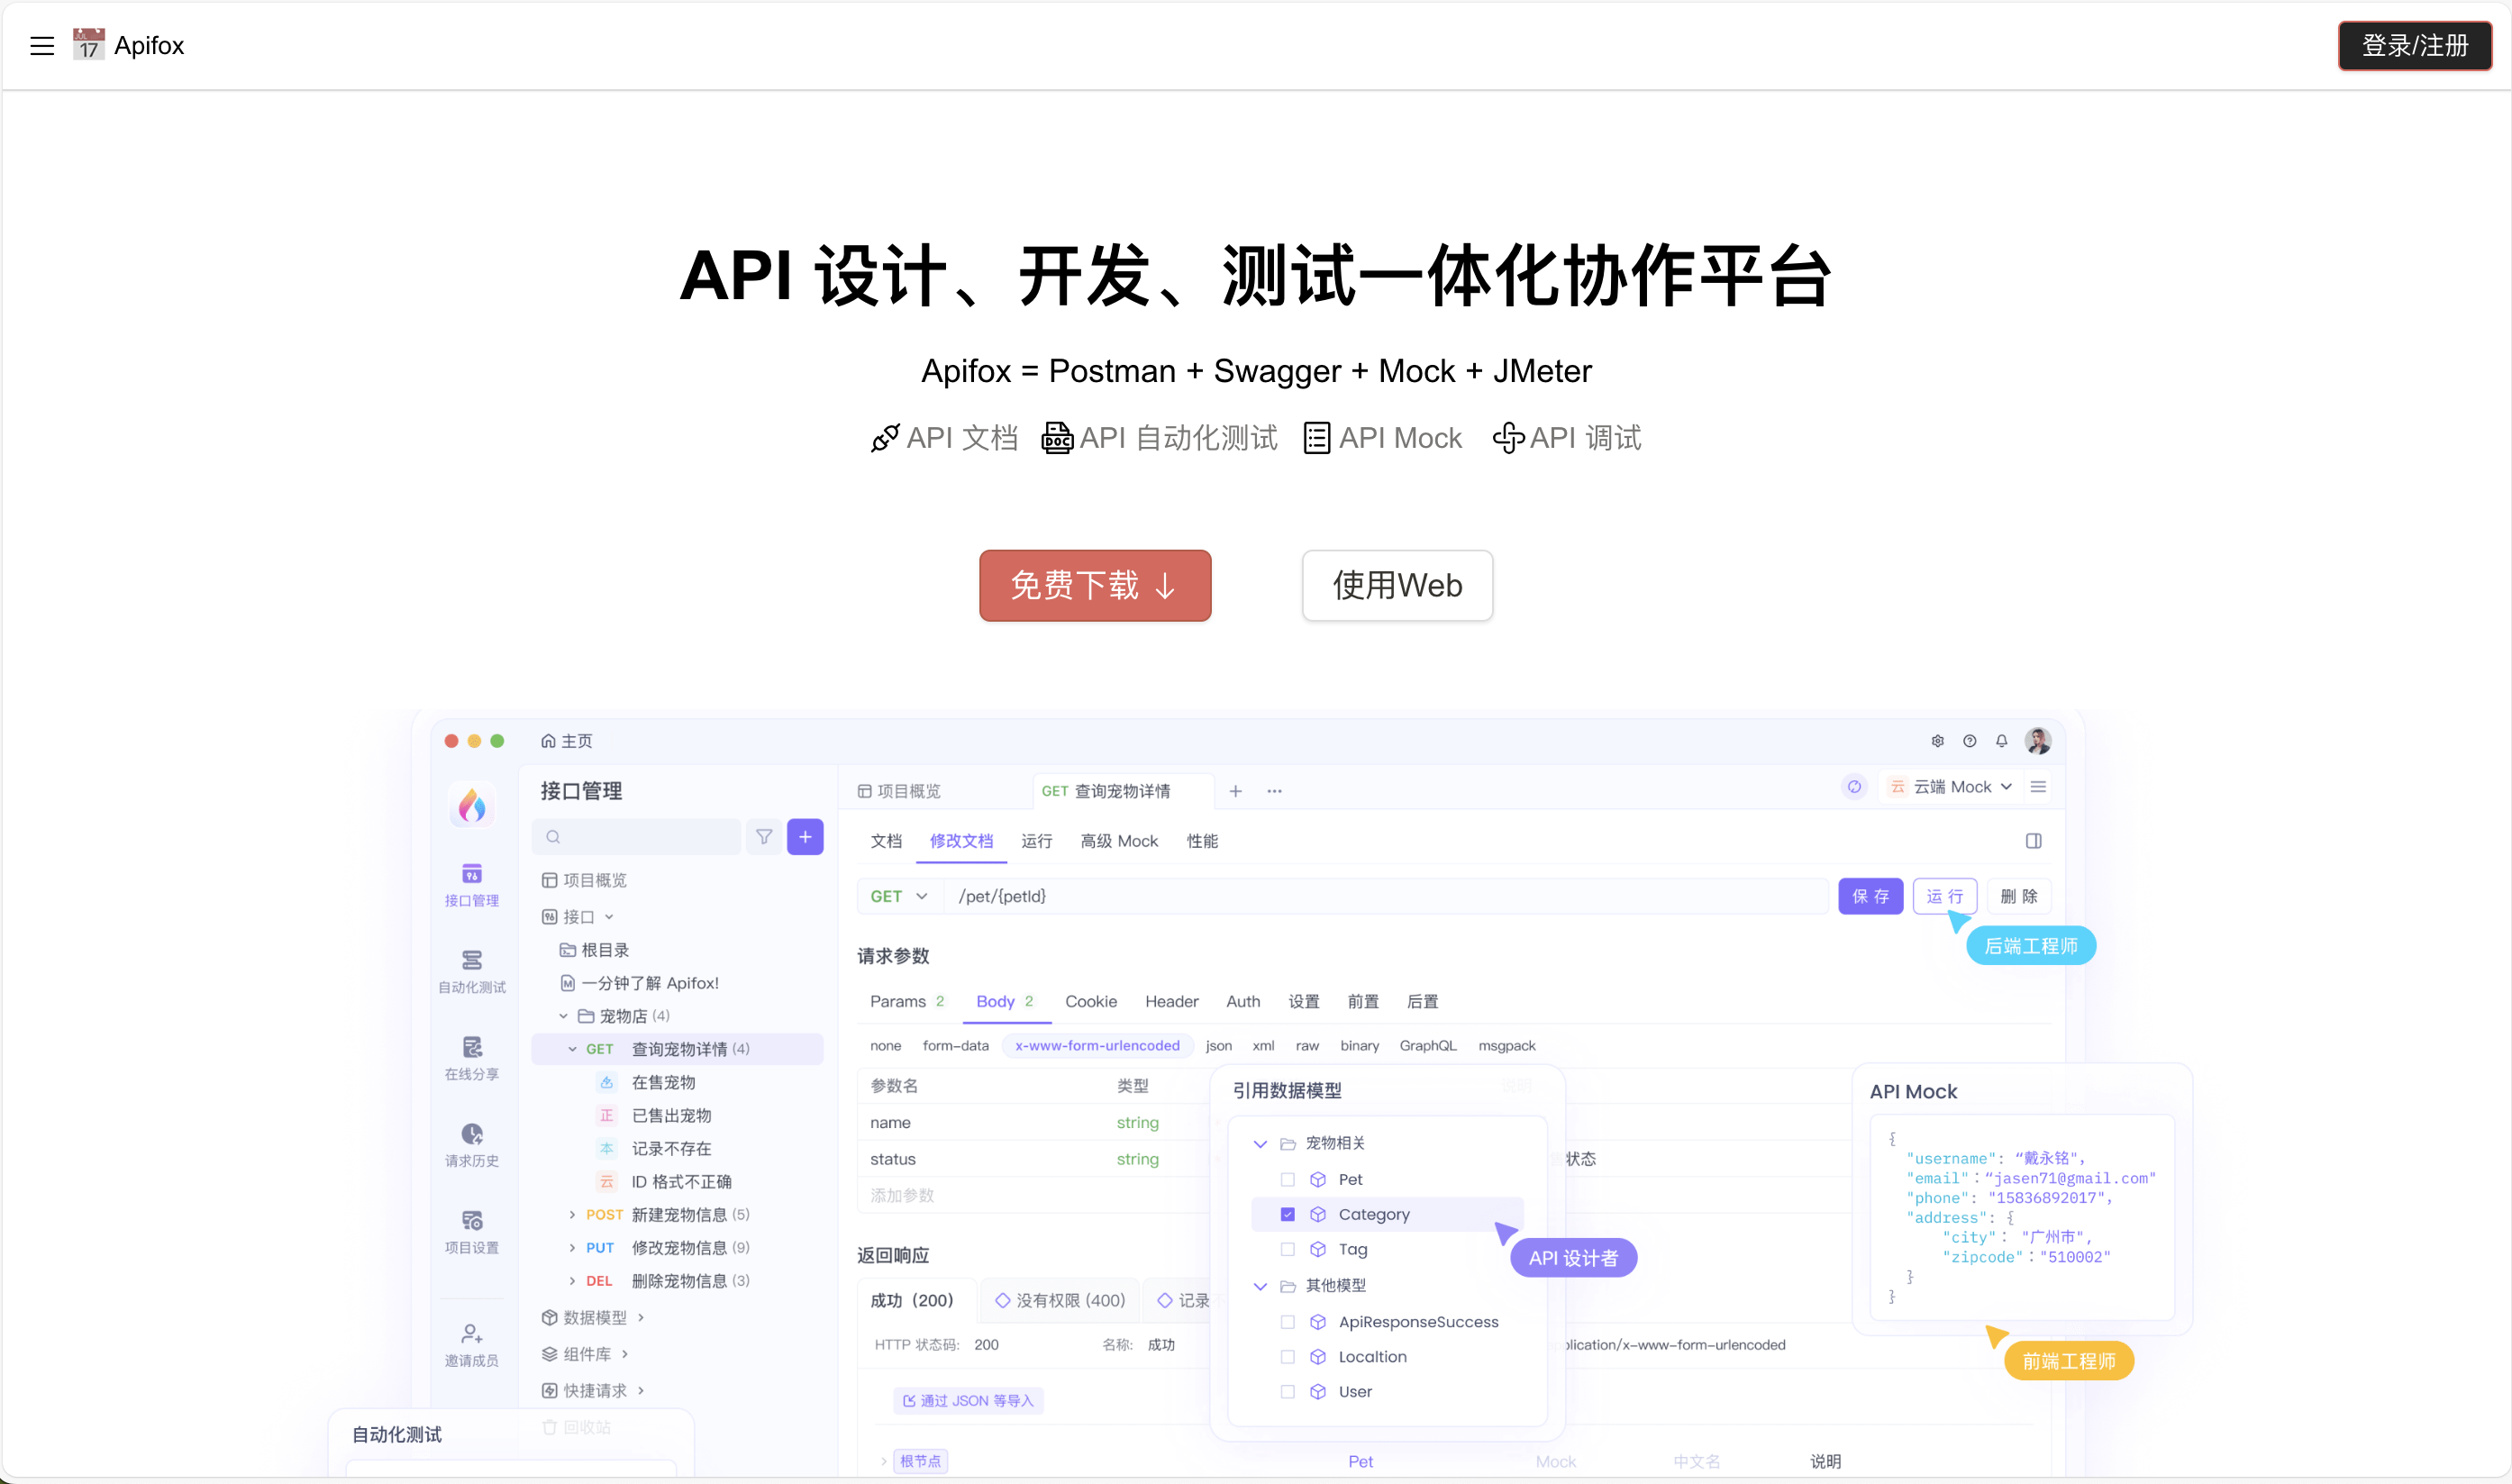 JUL 17 Apifox 登录/注册
API 设计、开发、测试一体化协作平台
Apifox = Postman + Swagger + Mock + JMeter
API 文档 DOC API 自动化测试 API Mock API 调试
免费下载 ↓ 使用Web
主页
接口管理
接口管理
自动化测试
在线分享
请求历史
项目设置
邀请成员
项目概览
接口
根目录
一分钟了解 Apifox!
宠物店 (4)
GET 查询宠物详情 (4)
在售宠物
正 已售出宠物
本 记录不存在
云 ID 格式不正确
POST 新建宠物信息 (5)
PUT 修改宠物信息 (9)
DEL 删除宠物信息 (3)
数据模型
组件库
快捷请求
回收站
自动化测试
项目概览 GET 查询宠物详情 + ··· 云 云端 Mock
文档 修改文档 运行 高级 Mock 性能
GET /pet/{petId} 保 存 运 行 删 除
后端工程师
请求参数
Params 2 Body 2 Cookie Header Auth 设置 前置 后置
none form-data x-www-form-urlencoded json xml raw binary GraphQL msgpack
参数名 类型 说明
name string
status string 状态
添加参数
返回响应
成功（200） 没有权限 (400) 记录
HTTP 状态码: 200 名称: 成功 plication/x-www-form-urlencoded
通过 JSON 等导入
根节点 Pet Mock 中文名 说明
引用数据模型
宠物相关
Pet
Category
Tag
API 设计者
其他模型
ApiResponseSuccess
Localtion
User
API Mock
{
"username": “戴永铭",
"email":“jasen71@gmail.com"
"phone": "15836892017",
"address": {
"city": "广州市",
"zipcode":"510002"
}
}
前端工程师